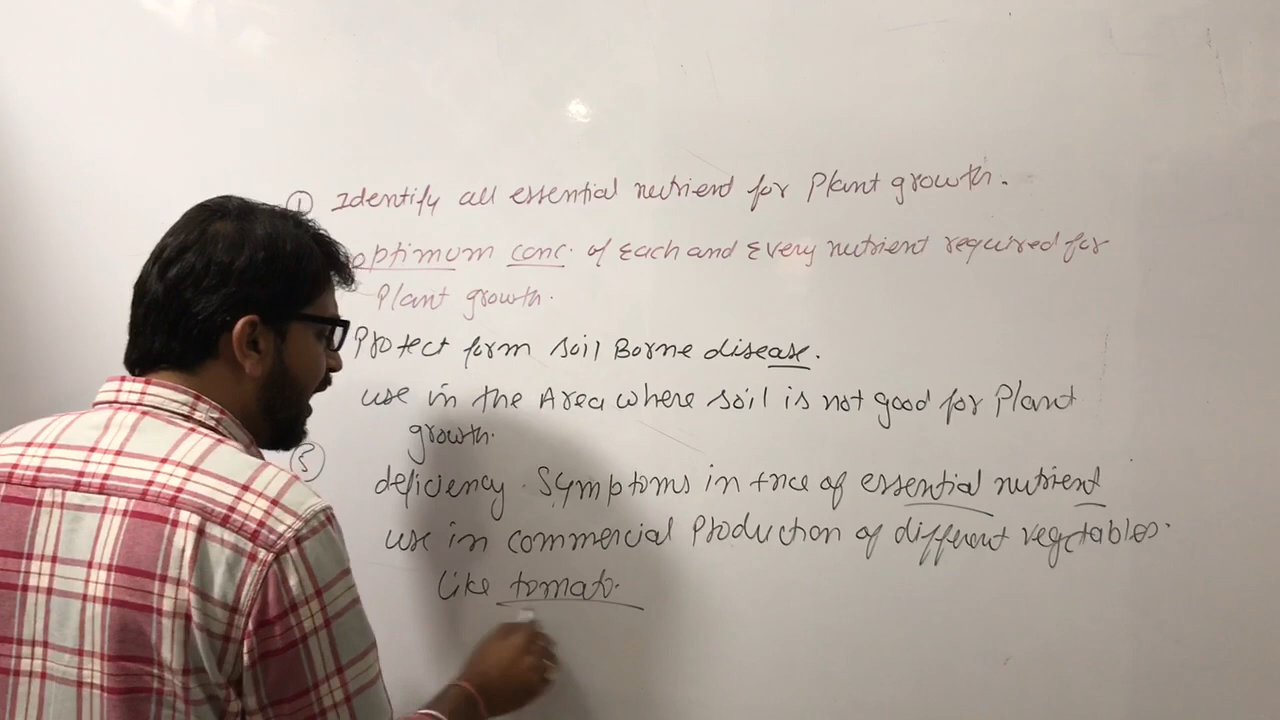 ① Identify all essential nutrient for Plant growth.
optimum conc. of Each and Every nutrient required for
Plant growth.
Protect form soil Borne disease.
use in the Area where soil is not good for Plant
growth.
⑤
deficiency Symptoms in of essential nutrient
use in commercial Production of different vegetables.
like tomato.